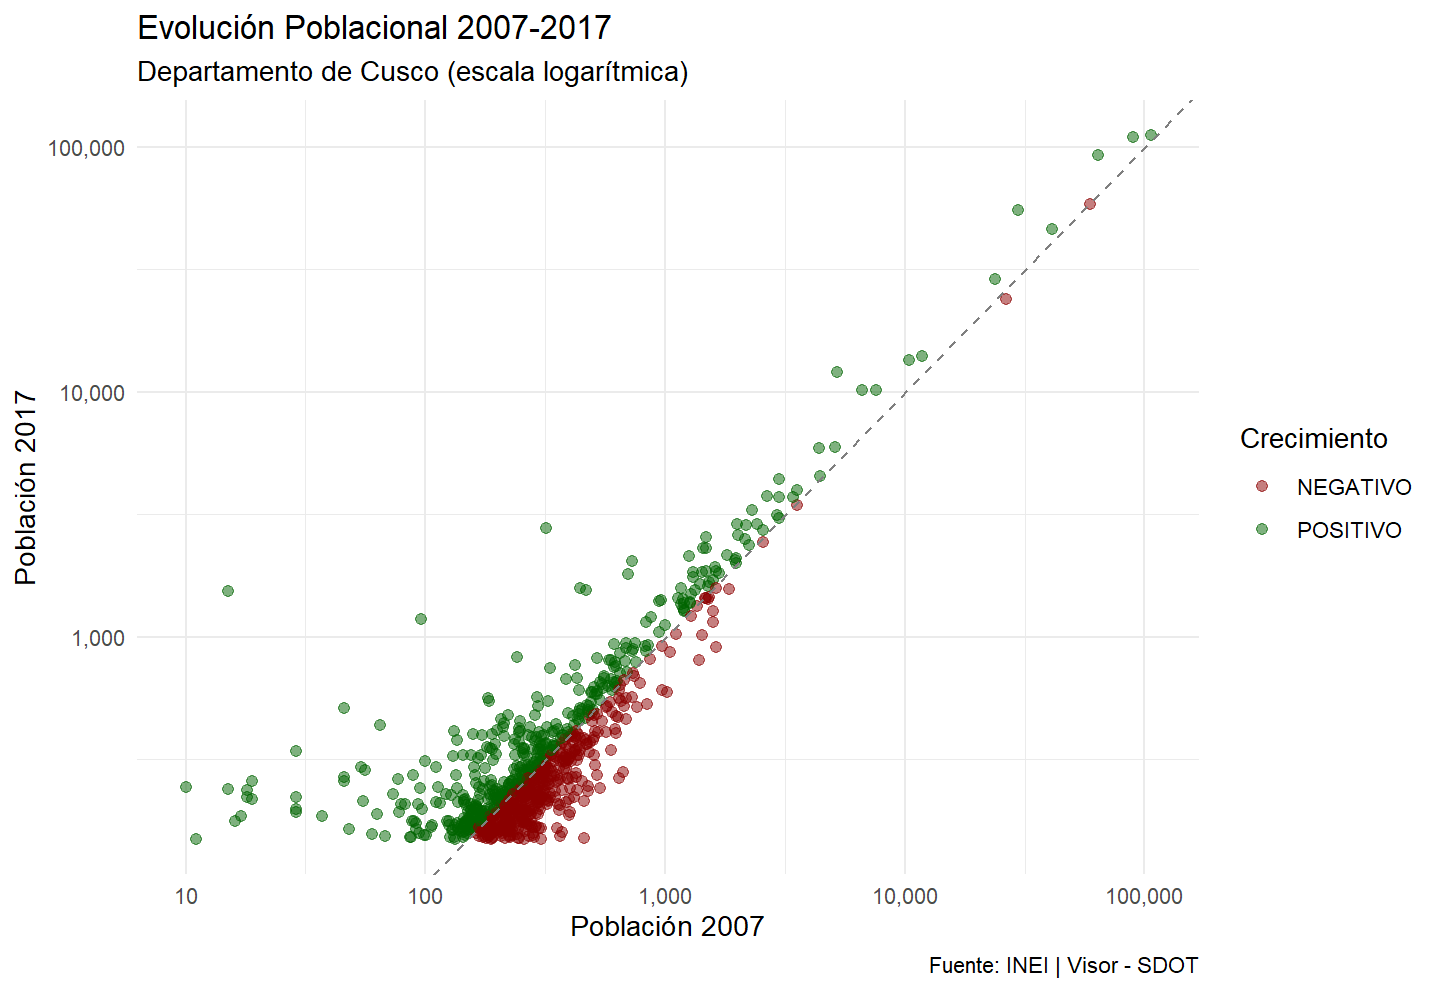 Evolución Poblacional 2007-2017
Departamento de Cusco (escala logarítmica)
100,000
10,000
1,000
Población 2017
10
100
1,000
10,000
100,000
Población 2007
Crecimiento
NEGATIVO
POSITIVO
Fuente: INEI | Visor - SDOT